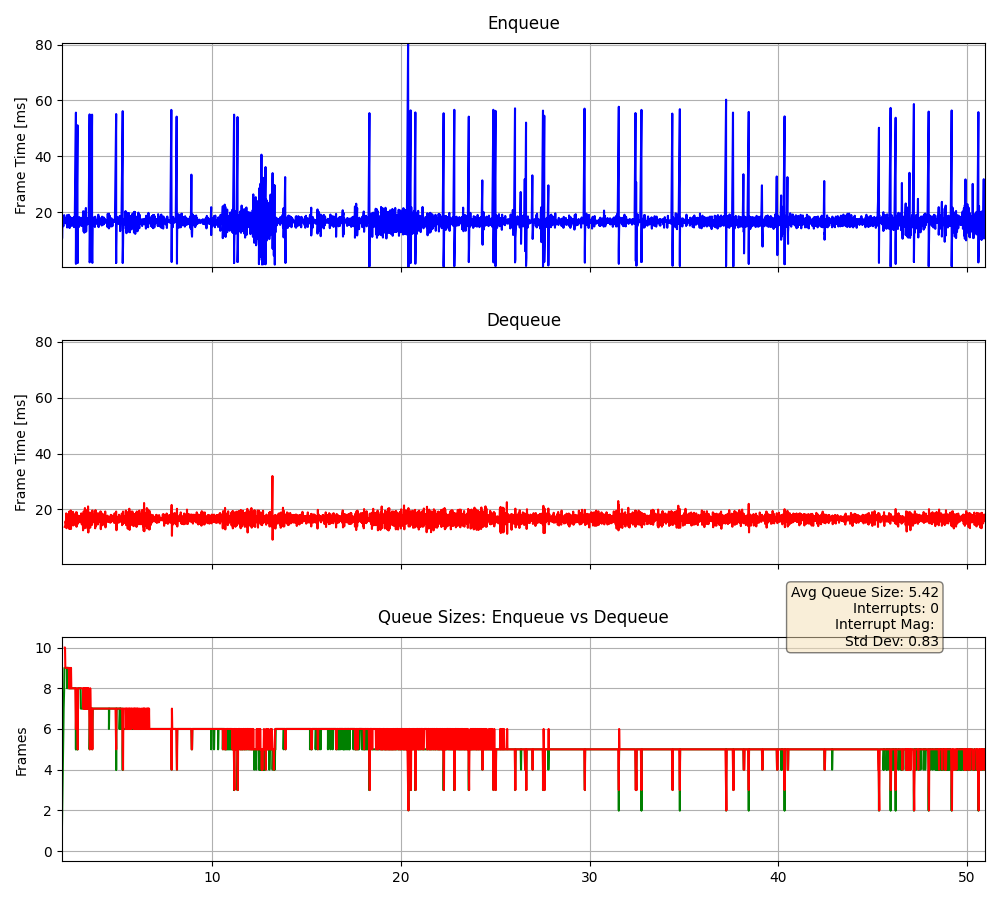 Enqueue
80
60
40
20
Frame Time [ms]
Dequeue
80
60
40
20
Frame Time [ms]
Avg Queue Size: 5.42
Interrupts: 0
Interrupt Mag:
Std Dev: 0.83
Queue Sizes: Enqueue vs Dequeue
10
8
6
4
2
0
Frames
10 20 30 40 50